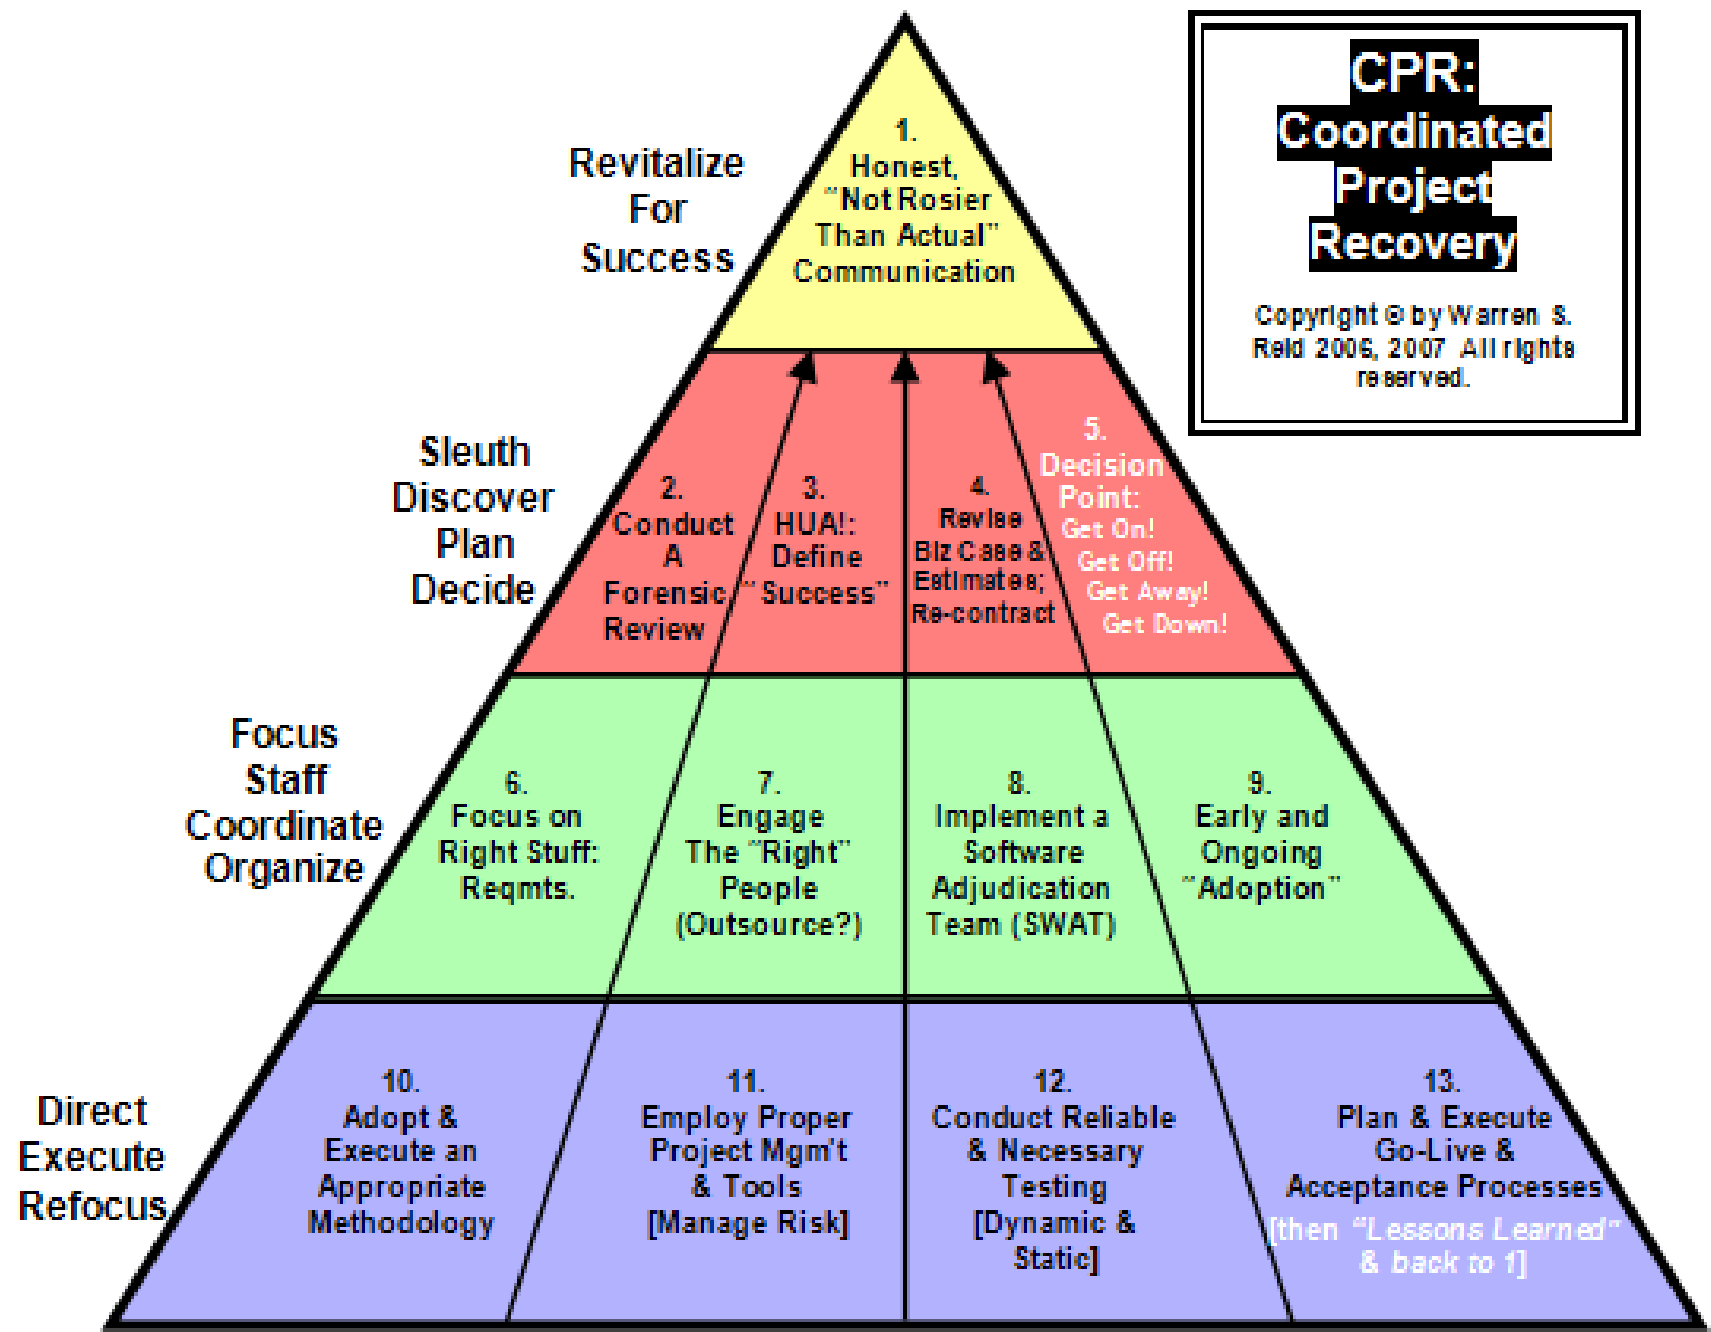 CPR:
Coordinated
Project
Recovery
Copyright © by Warren S.
Reid 2006, 2007 All rights
reserved.
Revitalize
For
Success
1.
Honest,
"Not Rosier
Than Actual"
Communication
Sleuth
Discover
Plan
Decide
2.
Conduct
A
Forensic
Review
3.
HUA!:
Define
"Success"
4.
Revise
Biz Case &
Estimates;
Re-contract
5.
Decision
Point:
Get On!
Get Off!
Get Away!
Get Down!
Focus
Staff
Coordinate
Organize
6.
Focus on
Right Stuff:
Reqmts.
7.
Engage
The "Right"
People
(Outsource?)
8.
Implement a
Software
Adjudication
Team (SWAT)
9.
Early and
Ongoing
"Adoption"
Direct
Execute
Refocus
10.
Adopt &
Execute an
Appropriate
Methodology
11.
Employ Proper
Project Mgm't
& Tools
[Manage Risk]
12.
Conduct Reliable
& Necessary
Testing
[Dynamic &
Static]
13.
Plan & Execute
Go-Live &
Acceptance Processes
[then "Lessons Learned"
& back to 1]